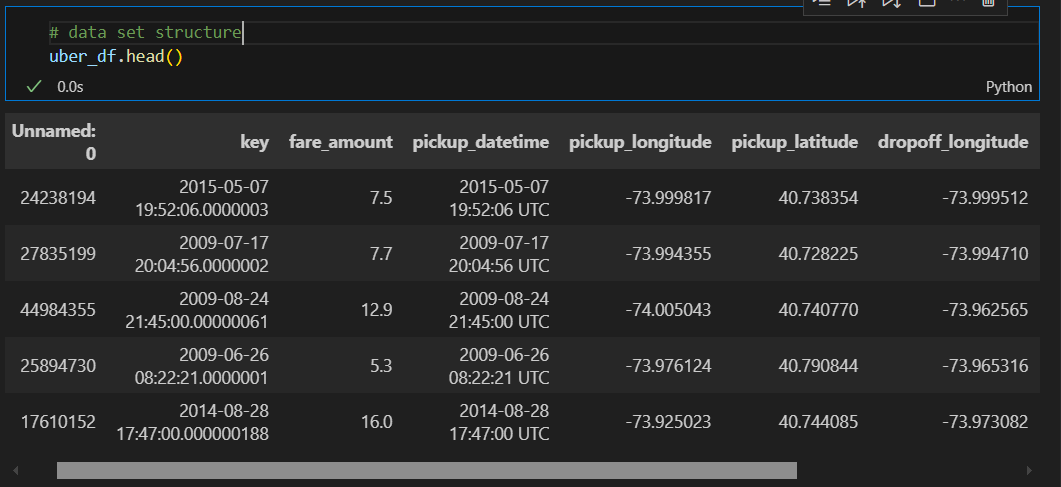 # data set structure
uber_df.head()
0.0s
Python
Unnamed: 0 key fare_amount pickup_datetime pickup_longitude pickup_latitude dropoff_longitude
24238194 2015-05-07 19:52:06.0000003 7.5 2015-05-07 19:52:06 UTC -73.999817 40.738354 -73.999512
27835199 2009-07-17 20:04:56.0000002 7.7 2009-07-17 20:04:56 UTC -73.994355 40.728225 -73.994710
44984355 2009-08-24 21:45:00.00000061 12.9 2009-08-24 21:45:00 UTC -74.005043 40.740770 -73.962565
25894730 2009-06-26 08:22:21.0000001 5.3 2009-06-26 08:22:21 UTC -73.976124 40.790844 -73.965316
17610152 2014-08-28 17:47:00.000000188 16.0 2014-08-28 17:47:00 UTC -73.925023 40.744085 -73.973082